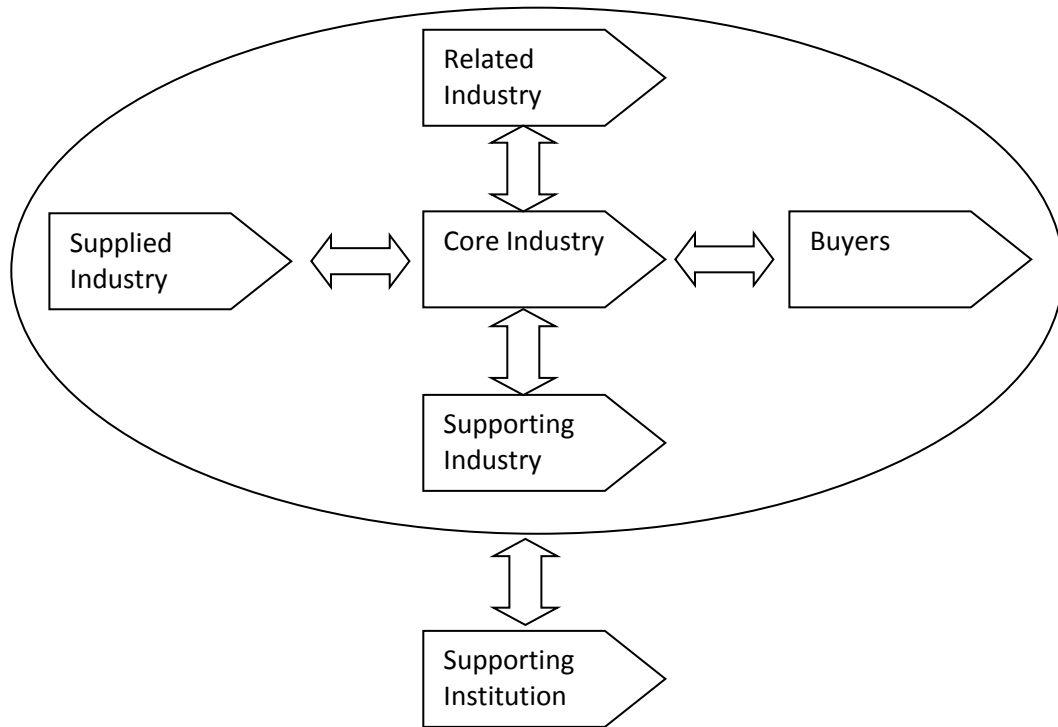 Related
Industry
Supplied
Industry
Core Industry
Buyers
Supporting
Industry
Supporting
Institution